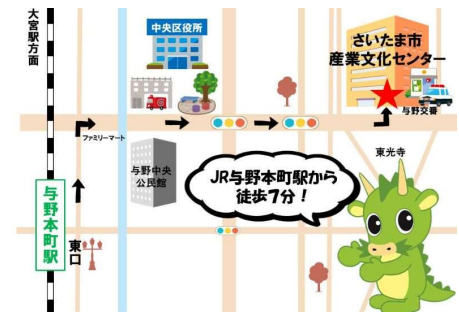 大宮駅方面
中央区役所
さいたま市
産業文化センター
与野交番
ファミリーマート
与野中央
公民館
東光寺
JR与野本町駅から
徒歩7分！
与野本町駅
東口